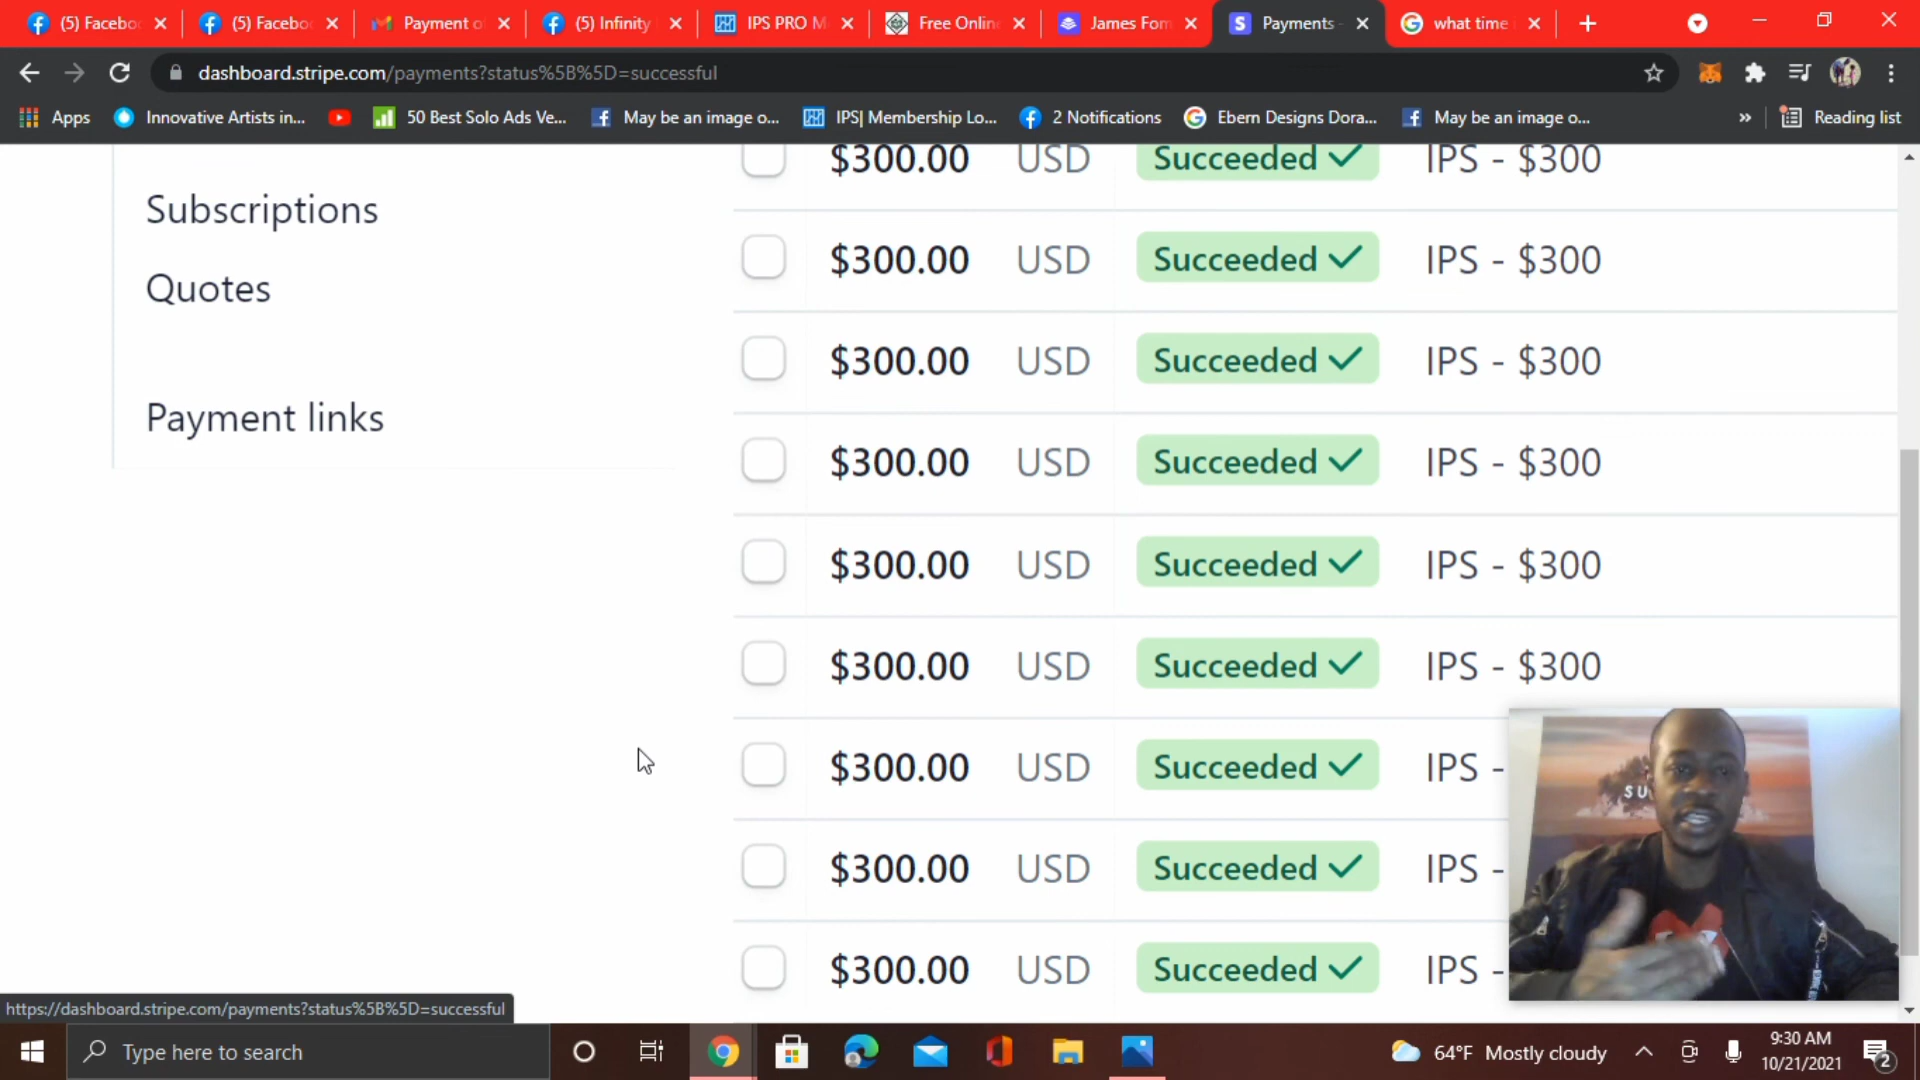 (5) Faceboo
(5) Faceboo
Payment o
(5) Infinity
IPS PRO M
Free Onlin
James Fom
Payments
what time
dashboard.stripe.com/payments?status%5B%5D=successful
Apps
Innovative Artists in...
50 Best Solo Ads Ve...
May be an image o...
IPS| Membership Lo...
2 Notifications
Ebern Designs Dora...
May be an image o...
»
Reading list
Subscriptions
Quotes
Payment links
$300.00 USD Succeeded ✓ IPS - $300
$300.00 USD Succeeded ✓ IPS - $300
$300.00 USD Succeeded ✓ IPS - $300
$300.00 USD Succeeded ✓ IPS - $300
$300.00 USD Succeeded ✓ IPS - $300
$300.00 USD Succeeded ✓ IPS - $300
$300.00 USD Succeeded ✓ IPS -
$300.00 USD Succeeded ✓ IPS -
$300.00 USD Succeeded ✓ IPS -
SU
https://dashboard.stripe.com/payments?status%5B%5D=successful
Type here to search
64°F Mostly cloudy
9:30 AM
10/21/2021
2